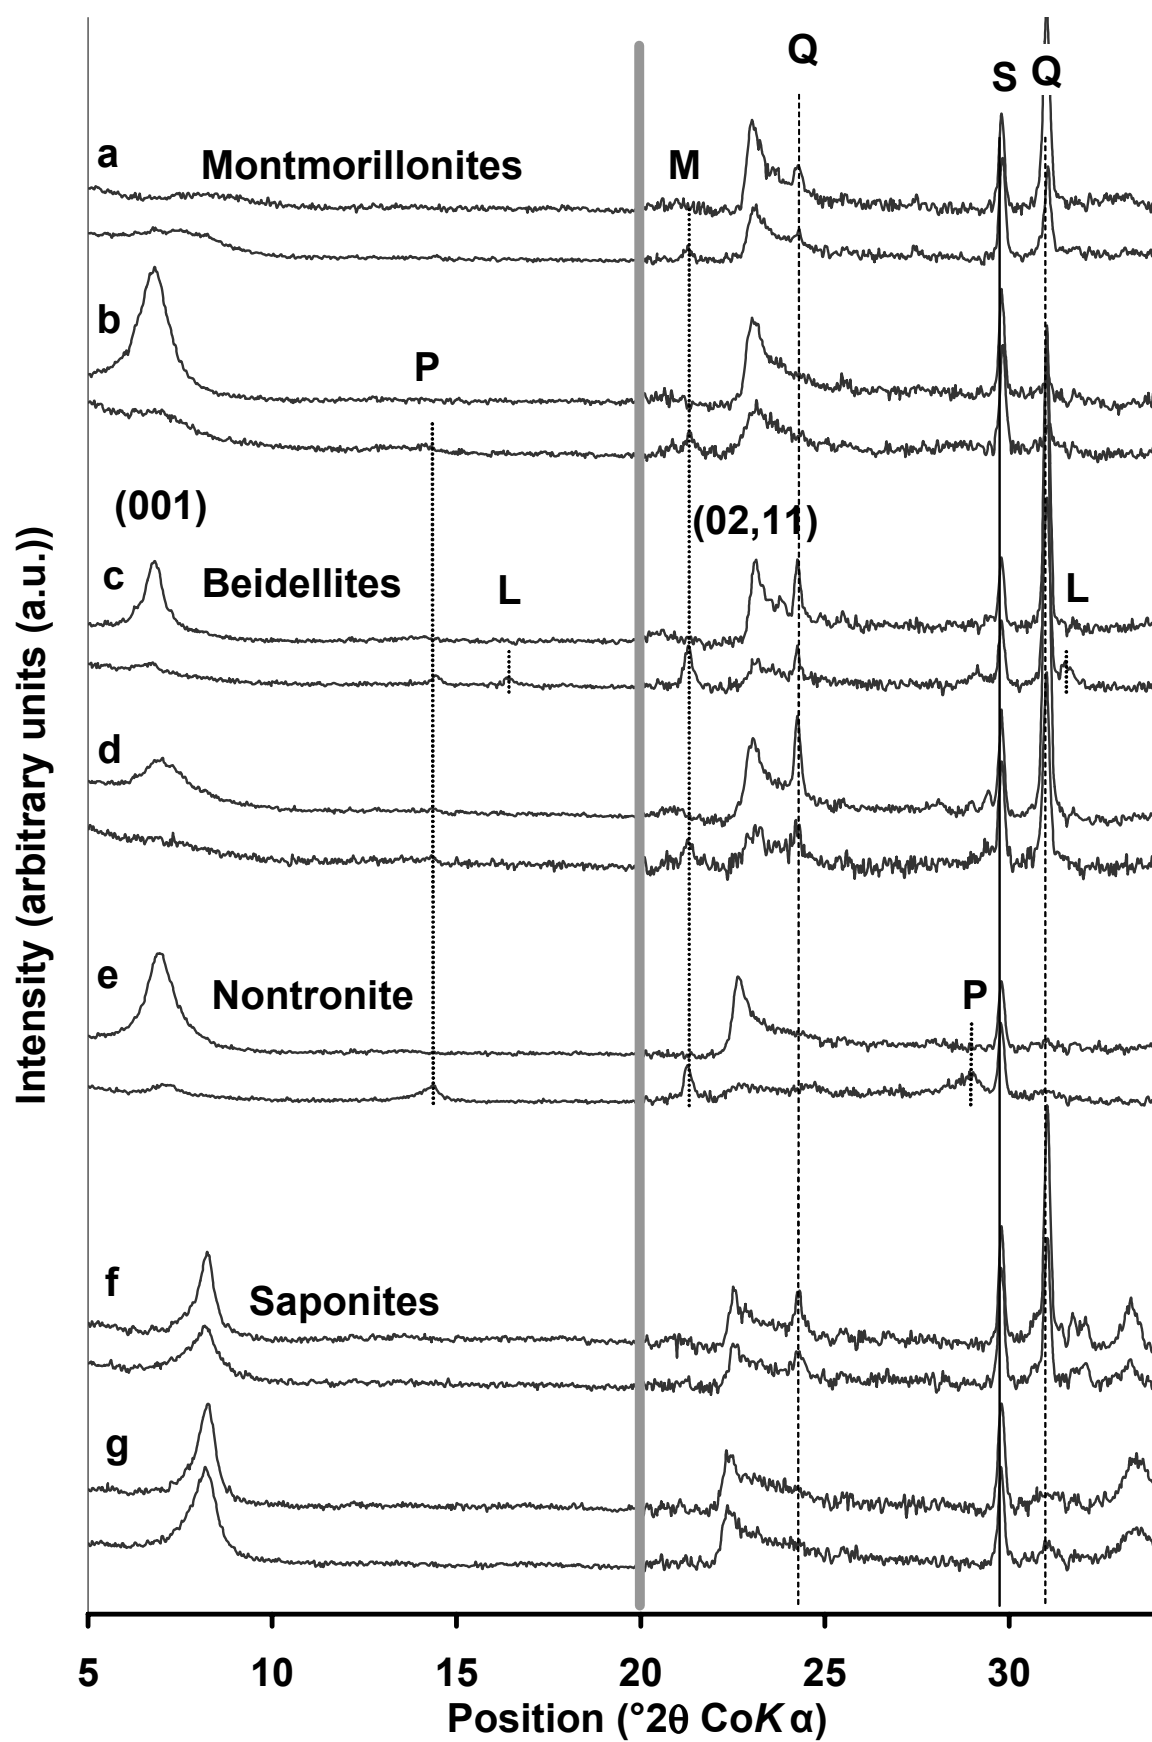 Q
S Q
a Montmorillonites M
b
P
(001) (02,11)
c Beidellites L L
d
e Nontronite P
f Saponites
g
Intensity (arbitrary units (a.u.))
5 10 15 20 25 30
Position (°2θ CoKα)